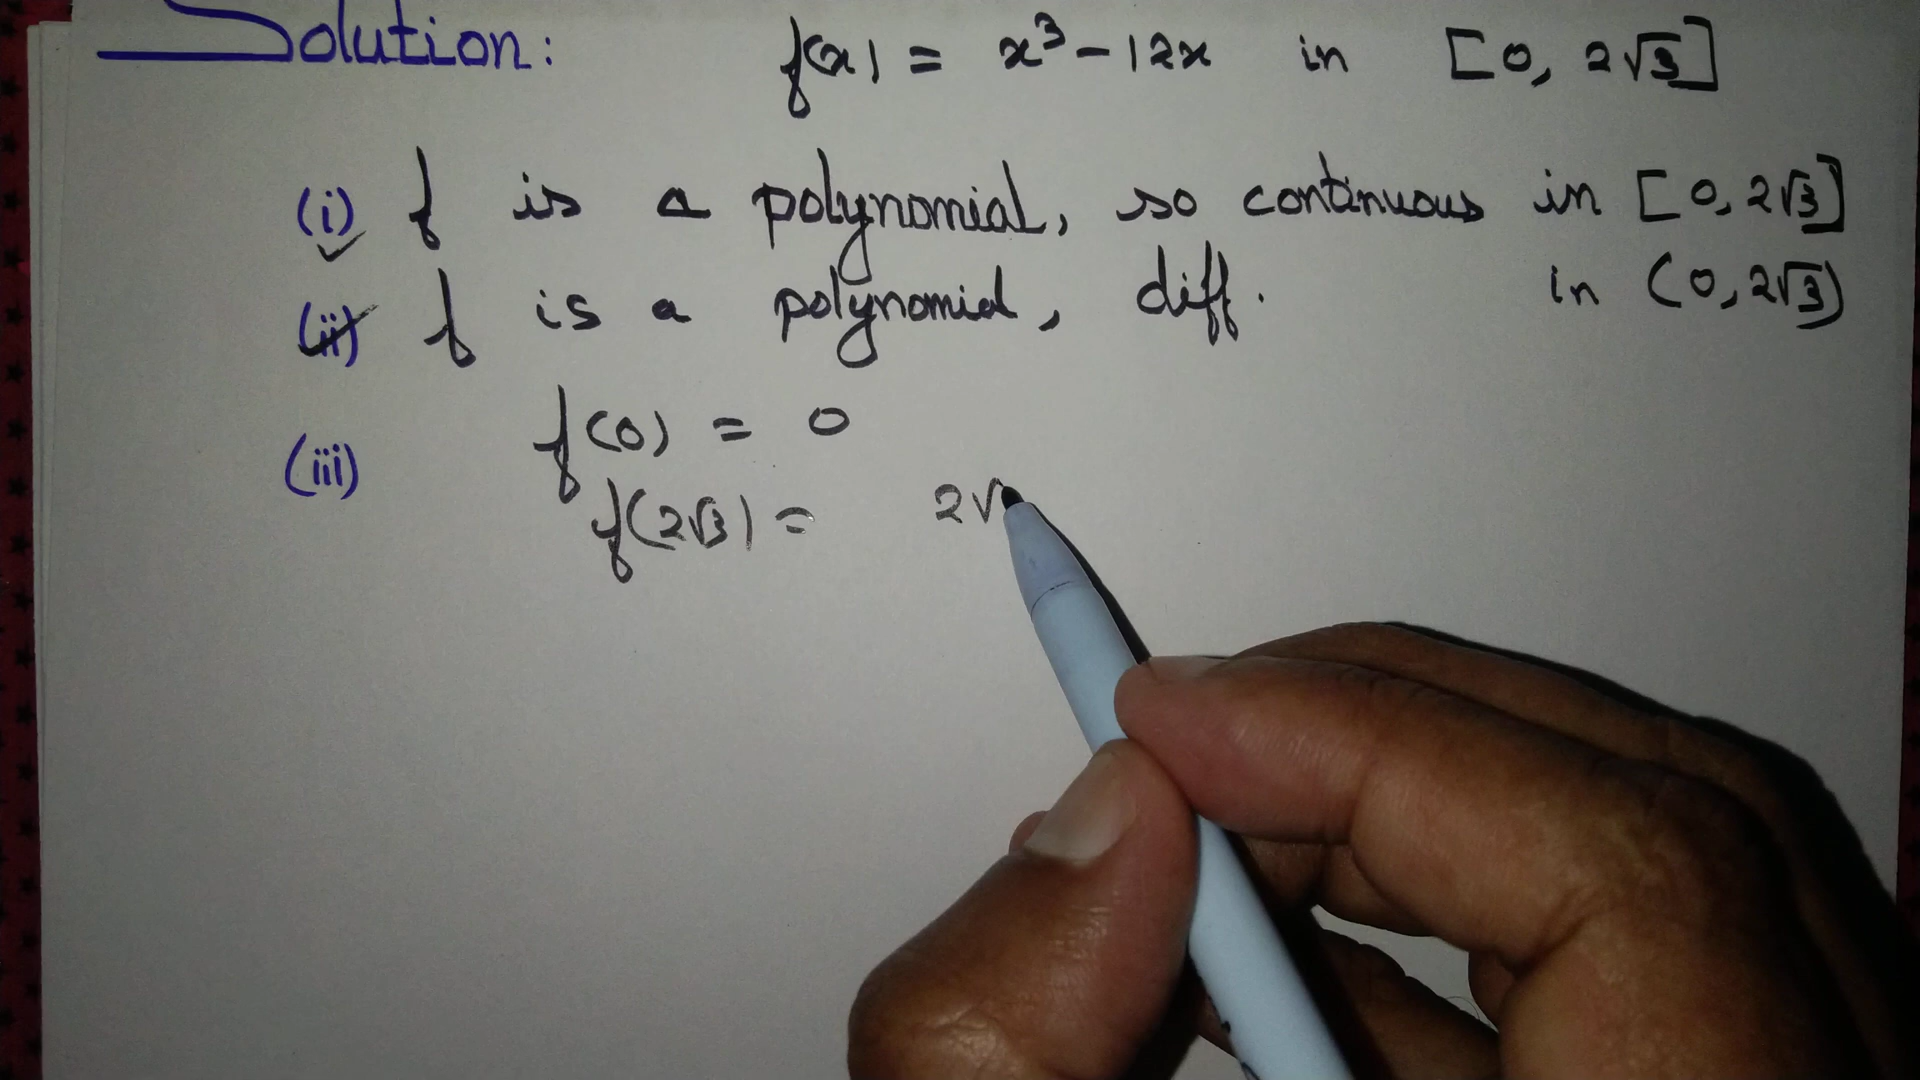 Solution: f(x) = x³ - 12x in [0, 2√3]
(i) f is a polynomial, so continuous in [0, 2√3]
(ii) f is a polynomial, diff. in (0, 2√3)
(iii) f(0) = 0
f(2√3) = 2√